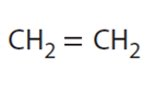 CH₂ = CH₂